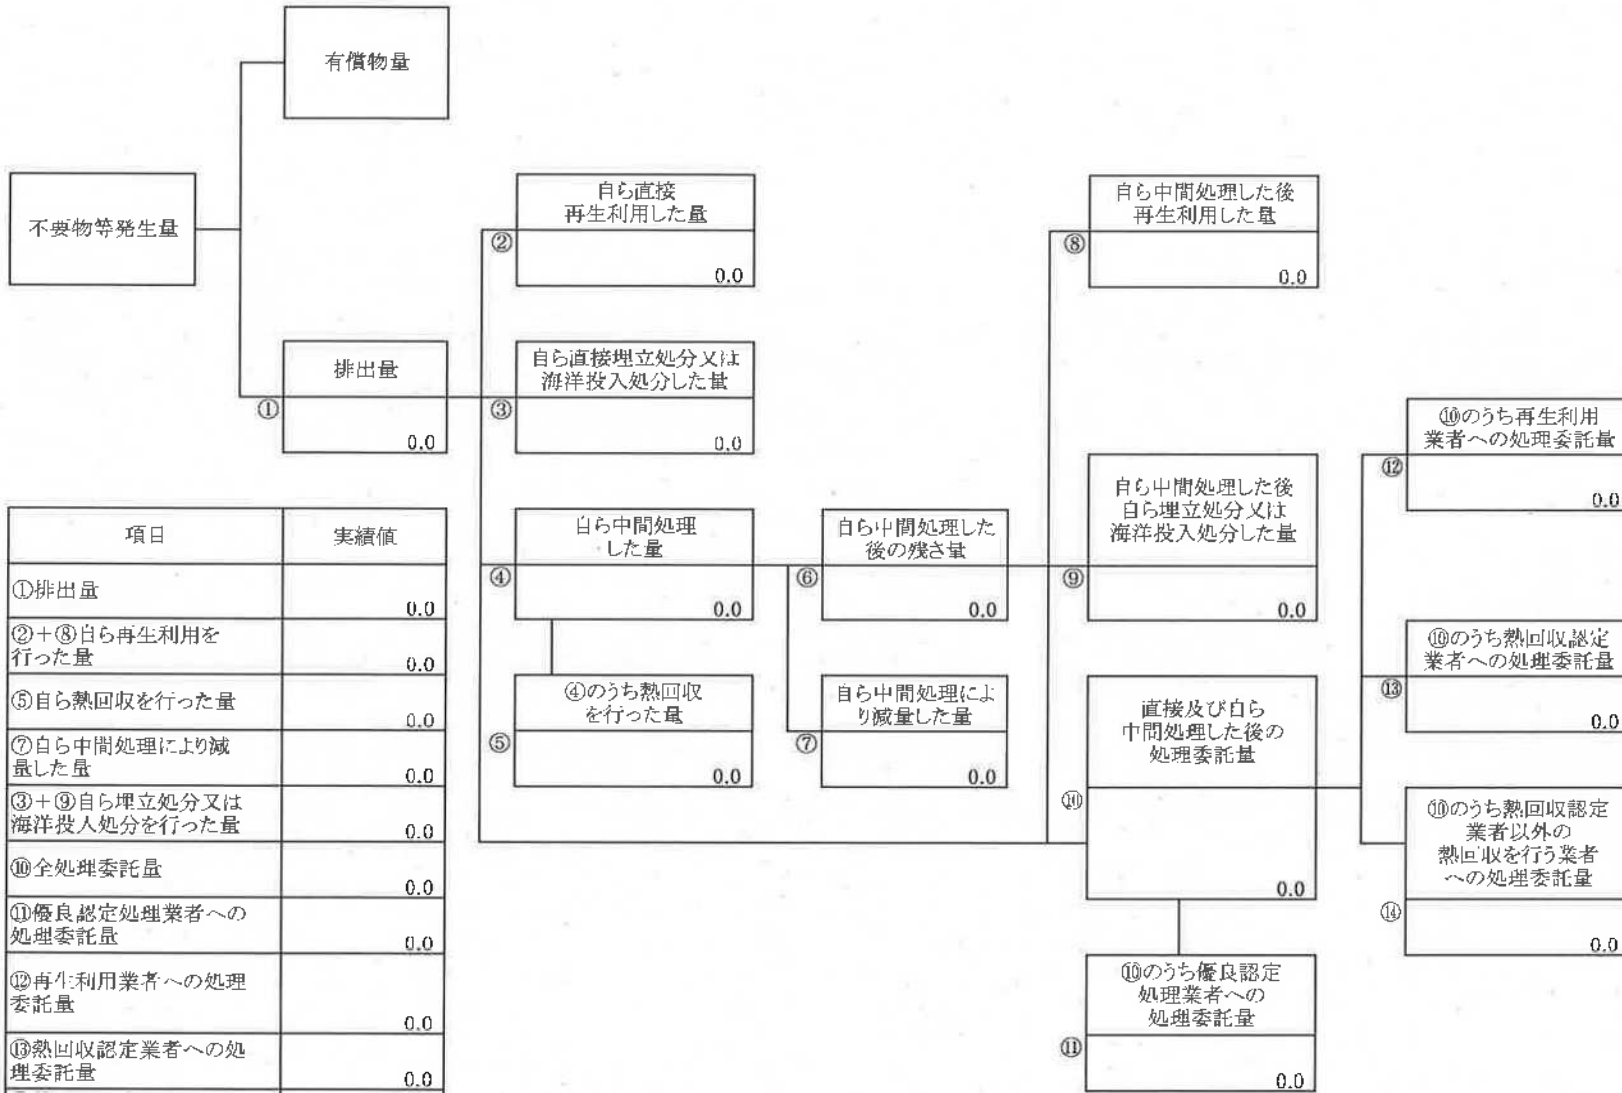 有償物量
不要物等発生量
排出量
①
0.0
自ら直接
再生利用した量
②
0.0
自ら直接埋立処分又は
海洋投入処分した量
③
0.0
自ら中間処理
した量
④
0.0
④のうち熱回収
を行った量
⑤
0.0
自ら中間処理した
後の残さ量
⑥
0.0
自ら中間処理によ
り減量した量
⑦
0.0
自ら中間処理した後
再生利用した量
⑧
0.0
自ら中間処理した後
自ら埋立処分又は
海洋投入処分した量
⑨
0.0
直接及び自ら
中間処理した後の
処理委託量
⑩
0.0
⑩のうち優良認定
処理業者への
処理委託量
⑪
0.0
⑩のうち再生利用
業者への処理委託量
⑫
0.0
⑩のうち熱回収認定
業者への処理委託量
⑬
0.0
⑩のうち熱回収認定
業者以外の
熱回収を行う業者
への処理委託量
⑭
0.0
項目 実績値
①排出量
0.0
②+⑧自ら再生利用を
行った量
0.0
⑤自ら熱回収を行った量
0.0
⑦自ら中間処理により減
量した量
0.0
③+⑨自ら埋立処分又は
海洋投入処分を行った量
0.0
⑩全処理委託量
0.0
⑪優良認定処理業者への
処理委託量
0.0
⑫再生利用業者への処理
委託量
0.0
⑬熱回収認定業者への処
理委託量
0.0